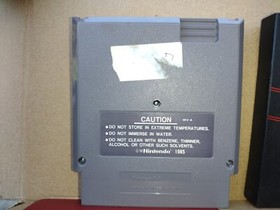 CAUTION
• DO NOT STORE IN EXTREME TEMPERATURES.
• DO NOT IMMERSE IN WATER.
• DO NOT CLEAN WITH BENZENE, THINNER,
ALCOHOL OR OTHER SUCH SOLVENTS.
Nintendo 1985